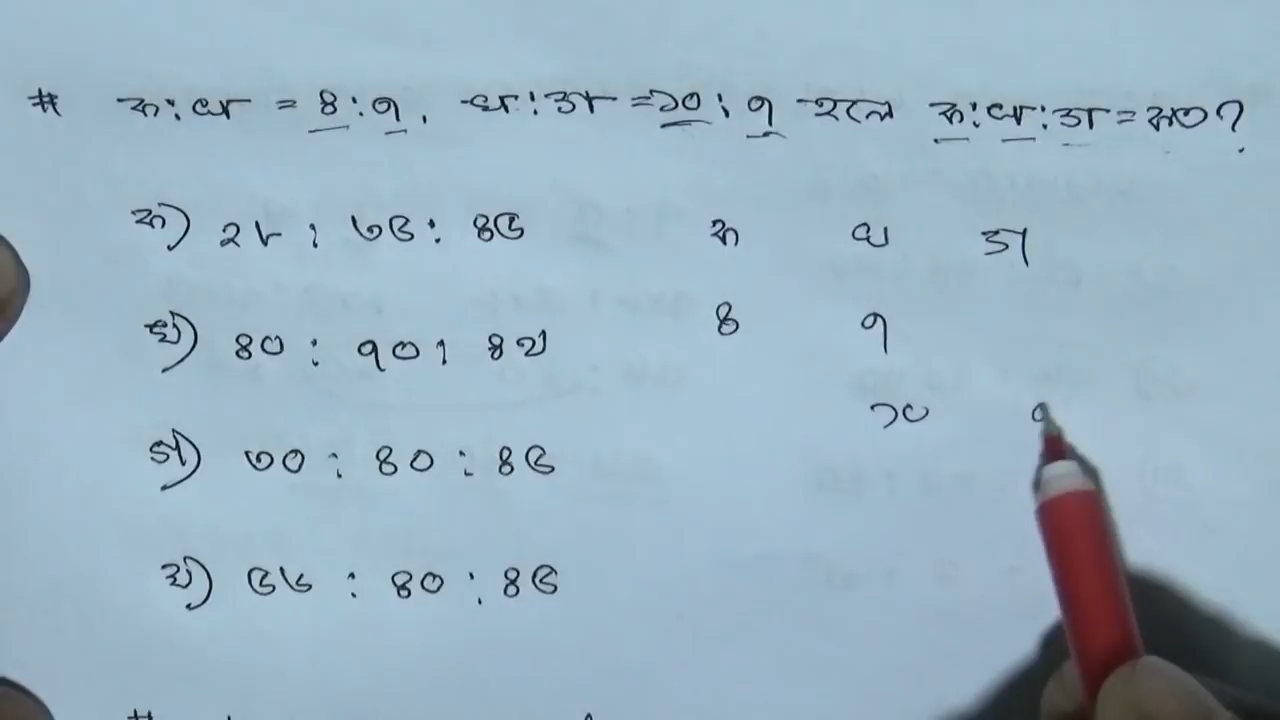 # ক:খ = ৪:৭, খ:গ = ১০:৭ হলে ক:খ:গ = কত?
ক) ২৮ : ৩৫ : ৪৫
ক খ গ
খ) ৪০ : ৭০ : ৪৯
৪ ৭
১০ ৭
গ) ৩০ : ৪০ : ৪৫
ঘ) ৫৬ : ৪০ : ৪৫
#